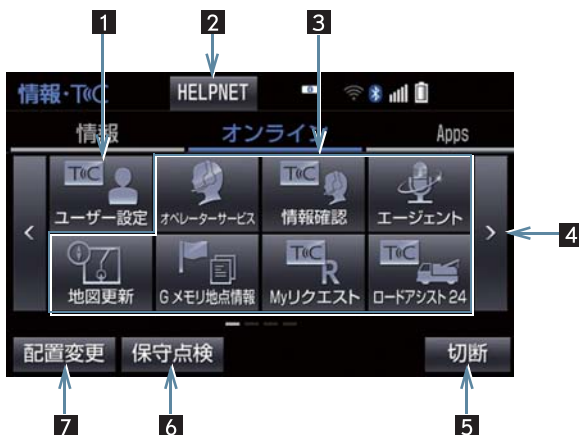 1 2 3
情報・T∞C HELPNET
情報 オンライン Apps
T∞C T∞C
ユーザー設定 オペレーターサービス 情報確認 エージェント
< > 4
T∞C T∞C
R
地図更新 Gメモリ地点情報 Myリクエスト ロードアシスト24
配置変更 保守点検 切断
7 6 5